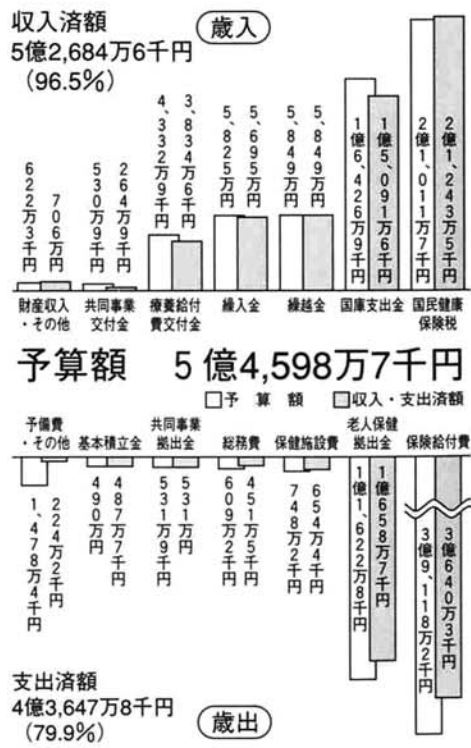 収入済額
5億2,684万6千円
(96.5%)
歳入
622万3千円
706万円
530万9千円
264万9千円
4,332万9千円
3,834万6千円
5,825万円
5,695万円
5,849万円
5,849万円
1億6,426万9千円
1億5,091万6千円
2億1,011万7千円
2億1,243万5千円
財産収入・その他
共同事業交付金
療養給付費交付金
繰入金
繰越金
国庫支出金
国民健康保険税
予算額 5億4,598万7千円
予算額 収入・支出済額
予備費・その他
基本積立金
共同事業拠出金
総務費
保健施設費
老人保健拠出金
保険給付費
1,478万4千円
224万2千円
490万円
487万7千円
531万9千円
531万円
609万2千円
451万5千円
748万2千円
654万4千円
1億1,622万8千円
1億658万7千円
3億9,118万2千円
3億640万3千円
支出済額
4億3,647万8千円
(79.9%)
歳出